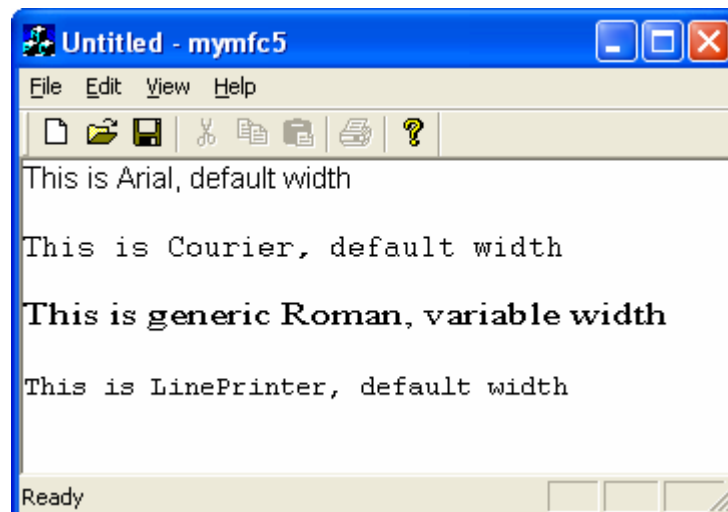 Untitled - mymfc5
File Edit View Help
This is Arial, default width
This is Courier, default width
This is generic Roman, variable width
This is LinePrinter, default width
Ready